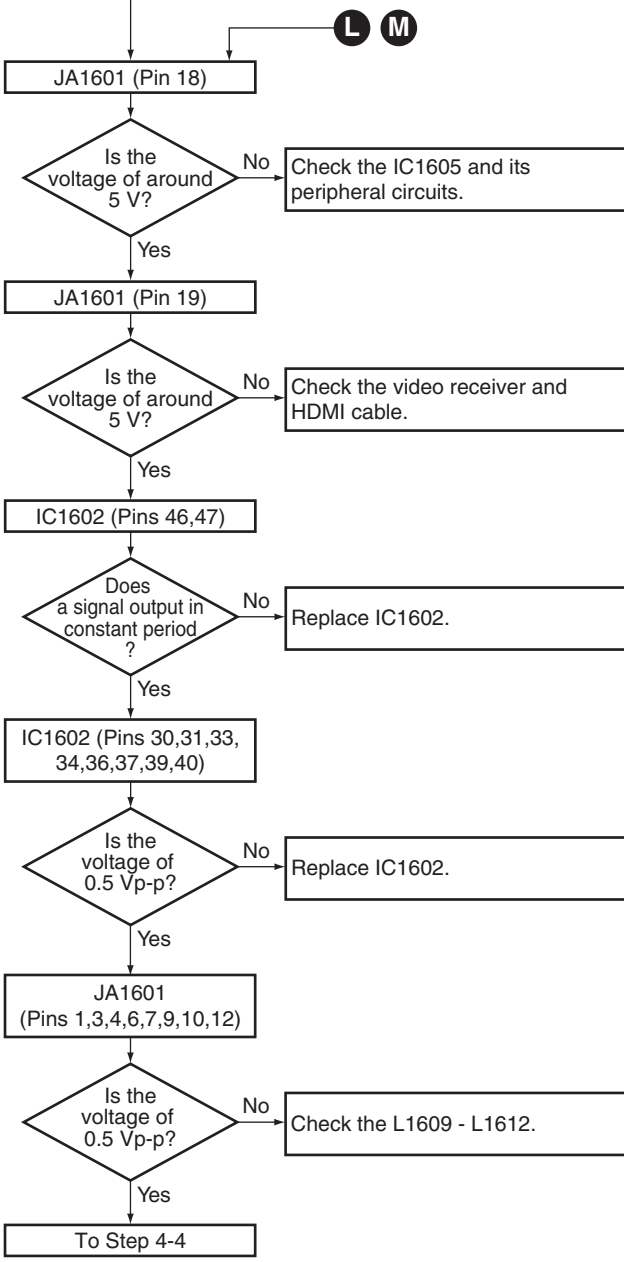 L M
JA1601 (Pin 18)
Is the
voltage of around
5 V?
No
Check the IC1605 and its
peripheral circuits.
Yes
JA1601 (Pin 19)
Is the
voltage of around
5 V?
No
Check the video receiver and
HDMI cable.
Yes
IC1602 (Pins 46,47)
Does
a signal output in
constant period
?
No
Replace IC1602.
Yes
IC1602 (Pins 30,31,33,
34,36,37,39,40)
Is the
voltage of
0.5 Vp-p?
No
Replace IC1602.
Yes
JA1601
(Pins 1,3,4,6,7,9,10,12)
Is the
voltage of
0.5 Vp-p?
No
Check the L1609 - L1612.
Yes
To Step 4-4